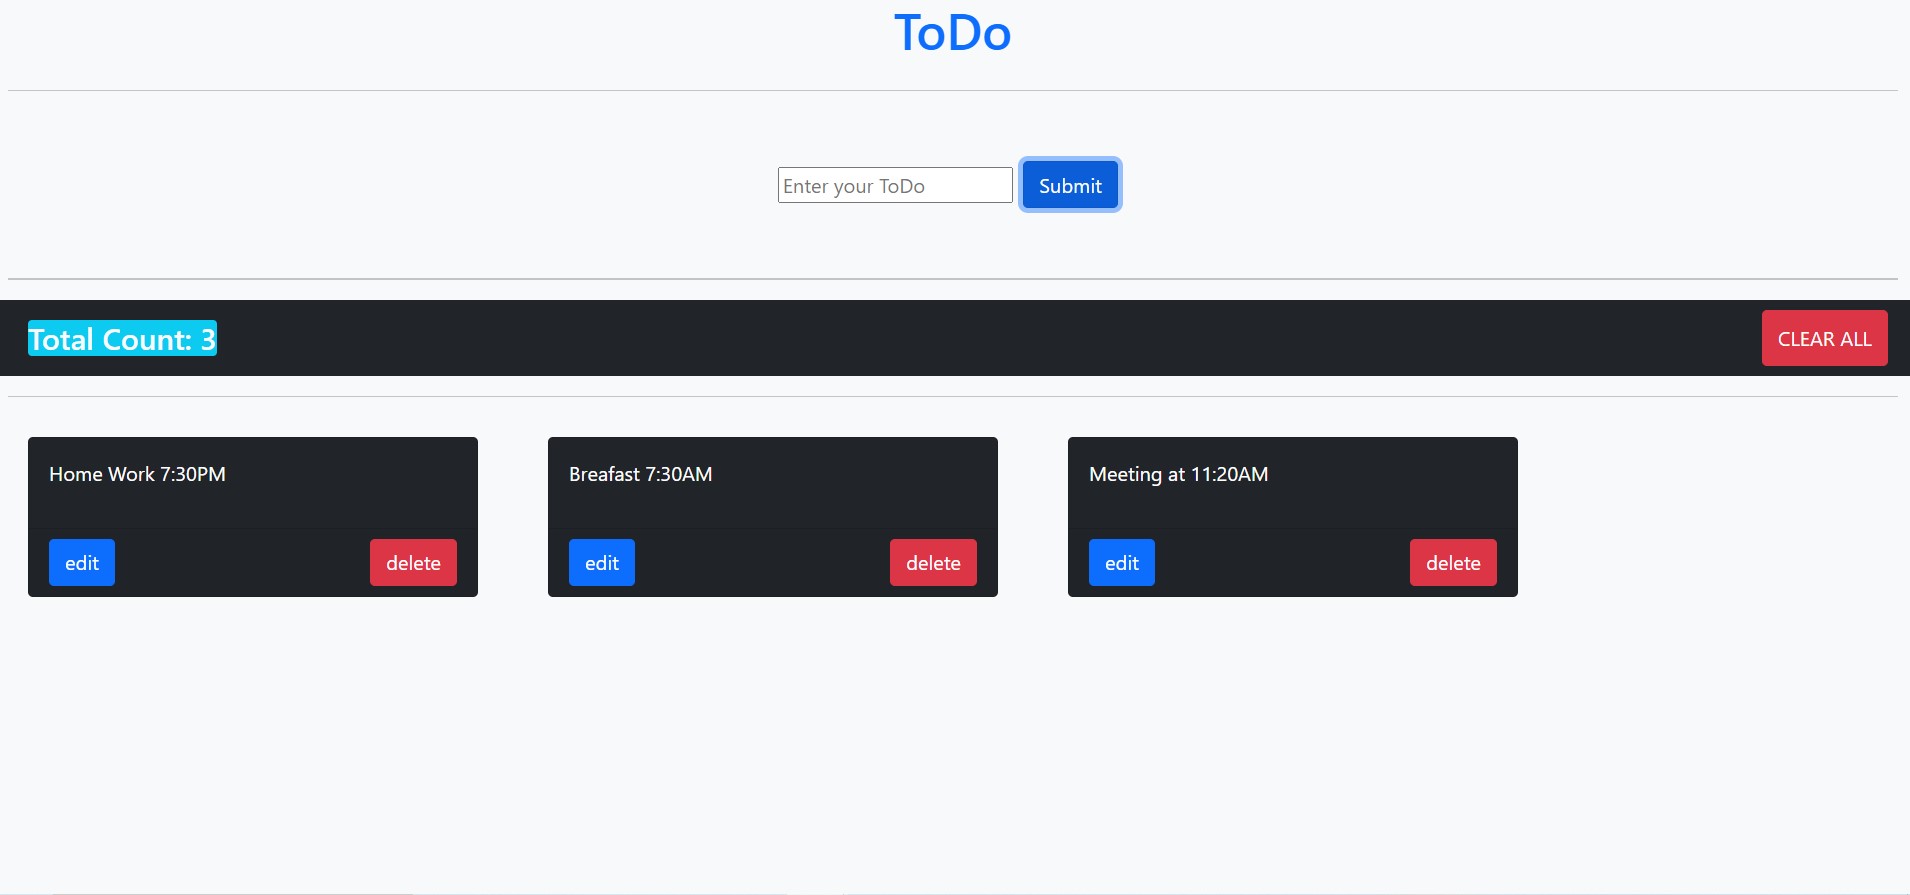 ToDo
Enter your ToDo
Submit
Total Count: 3
CLEAR ALL
Home Work 7:30PM
edit
delete
Breafast 7:30AM
edit
delete
Meeting at 11:20AM
edit
delete